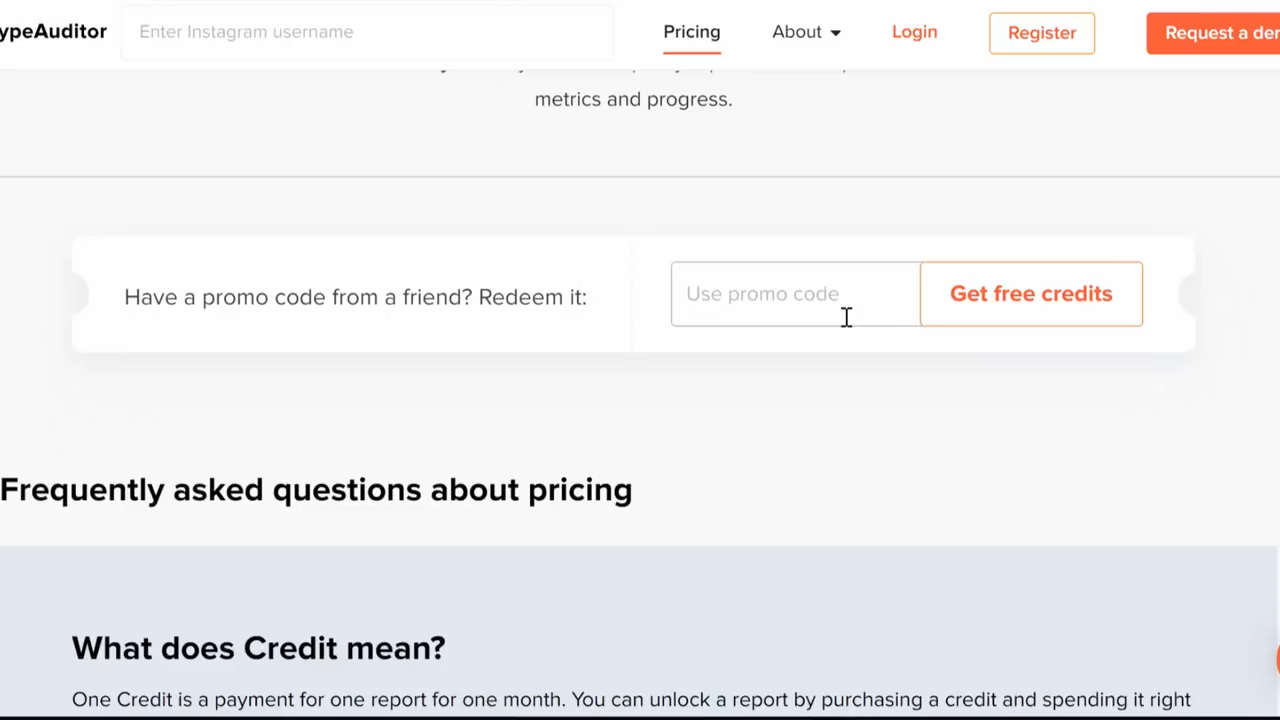 ypeAuditor
Enter Instagram username
Pricing
About
Login
Register
Request a der
metrics and progress.
Have a promo code from a friend? Redeem it:
Use promo code
Get free credits
Frequently asked questions about pricing
What does Credit mean?
One Credit is a payment for one report for one month. You can unlock a report by purchasing a credit and spending it right